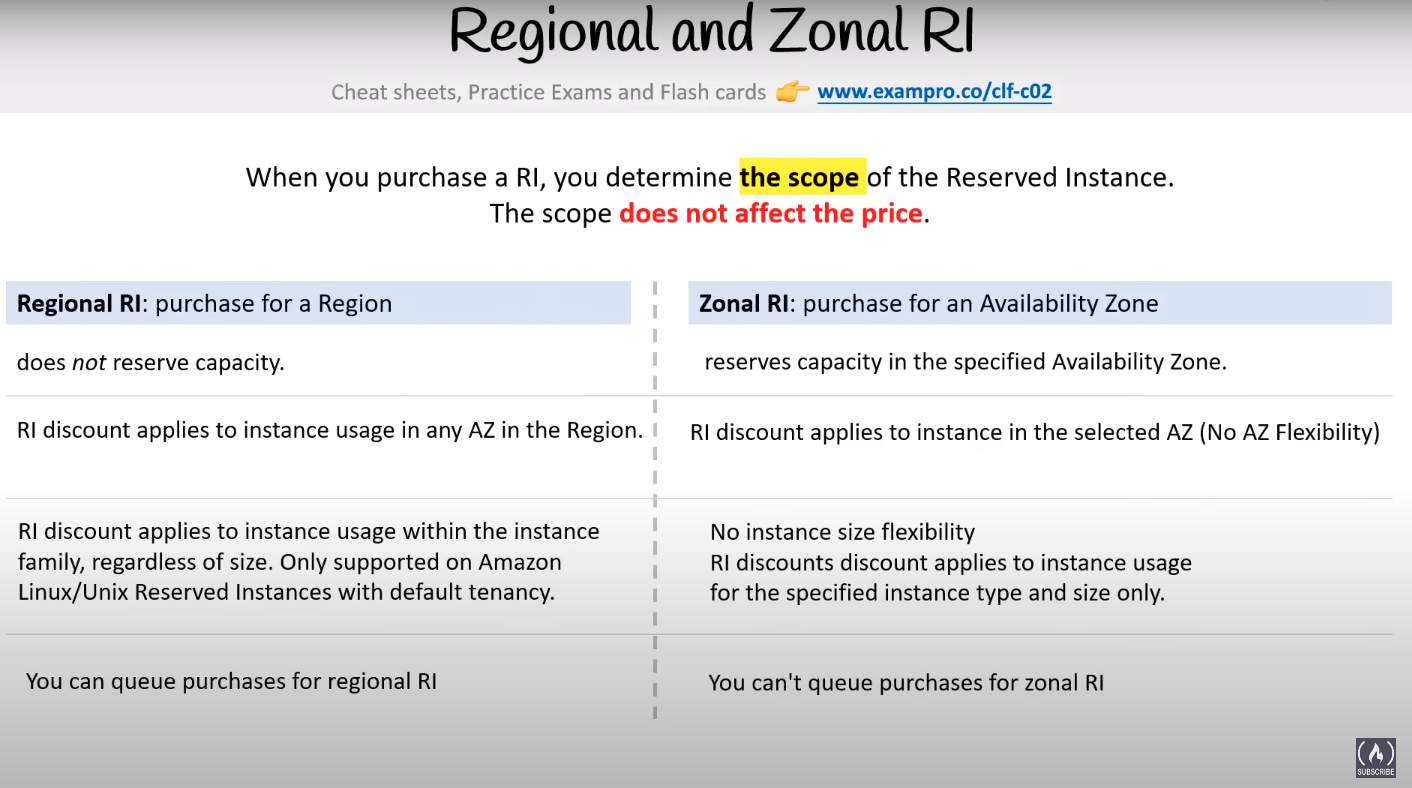 Regional and Zonal RI
Cheat sheets, Practice Exams and Flash cards 👉 www.exampro.co/clf-c02
When you purchase a RI, you determine the scope of the Reserved Instance.
The scope does not affect the price.
Regional RI: purchase for a Region
does not reserve capacity.
RI discount applies to instance usage in any AZ in the Region.
RI discount applies to instance usage within the instance
family, regardless of size. Only supported on Amazon
Linux/Unix Reserved Instances with default tenancy.
You can queue purchases for regional RI
Zonal RI: purchase for an Availability Zone
reserves capacity in the specified Availability Zone.
RI discount applies to instance in the selected AZ (No AZ Flexibility)
No instance size flexibility
RI discounts discount applies to instance usage
for the specified instance type and size only.
You can't queue purchases for zonal RI
SUBSCRIBE